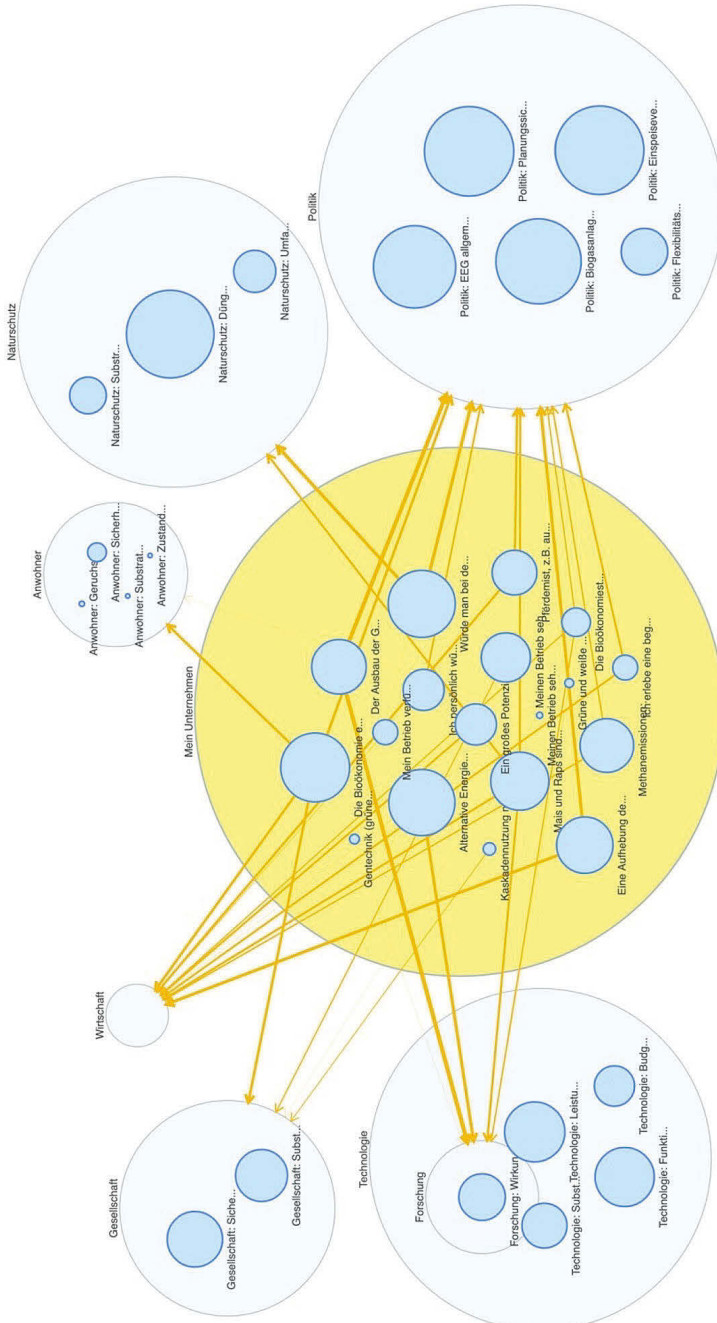 Gesellschaft
Gesellschaft: Siche...
Gesellschaft: Subst...
Wirtschaft
Anwohner
Anwohner: Geruchs...
Anwohner: Sicherh...
Anwohner: Substrat...
Anwohner: Zustand...
Naturschutz
Naturschutz: Substr...
Naturschutz: Düng...
Naturschutz: Umfa...
Technologie
Forschung
Forschung: Wirkun...
Technologie: Subst...
Technologie: Leistu...
Technologie: Funkti...
Technologie: Budg...
Mein Unternehmen
Gentechnik (grüne...
Die Bioökonomie e...
Der Ausbau der G...
Mein Betrieb verfü...
Ich persönlich wü...
Würde man bei de...
Alternative Energie...
Kaskadennutzung
Ein großes Potenzi...
Meinen Betrieb seh...
Meinen Betrieb seh...
Pferdemist, z.B. au...
Mais und Raps sind...
Grüne und weiße ...
Die Bioökonomiest...
Eine Aufhebung de...
Methanemissionen
Ich erlebe eine beg...
Politik
Politik: EEG allgem...
Politik: Planungssic...
Politik: Biogasanlag...
Politik: Einspeiseve...
Politik: Flexibilitäts...